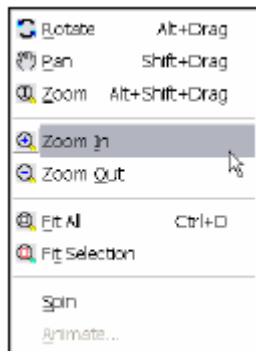 Rotate Alt+Drag
Pan Shift+Drag
Zoom Alt+Shift+Drag
Zoom In
Zoom Out
Fit All Ctrl+D
Fit Selection
Spin
Animate...